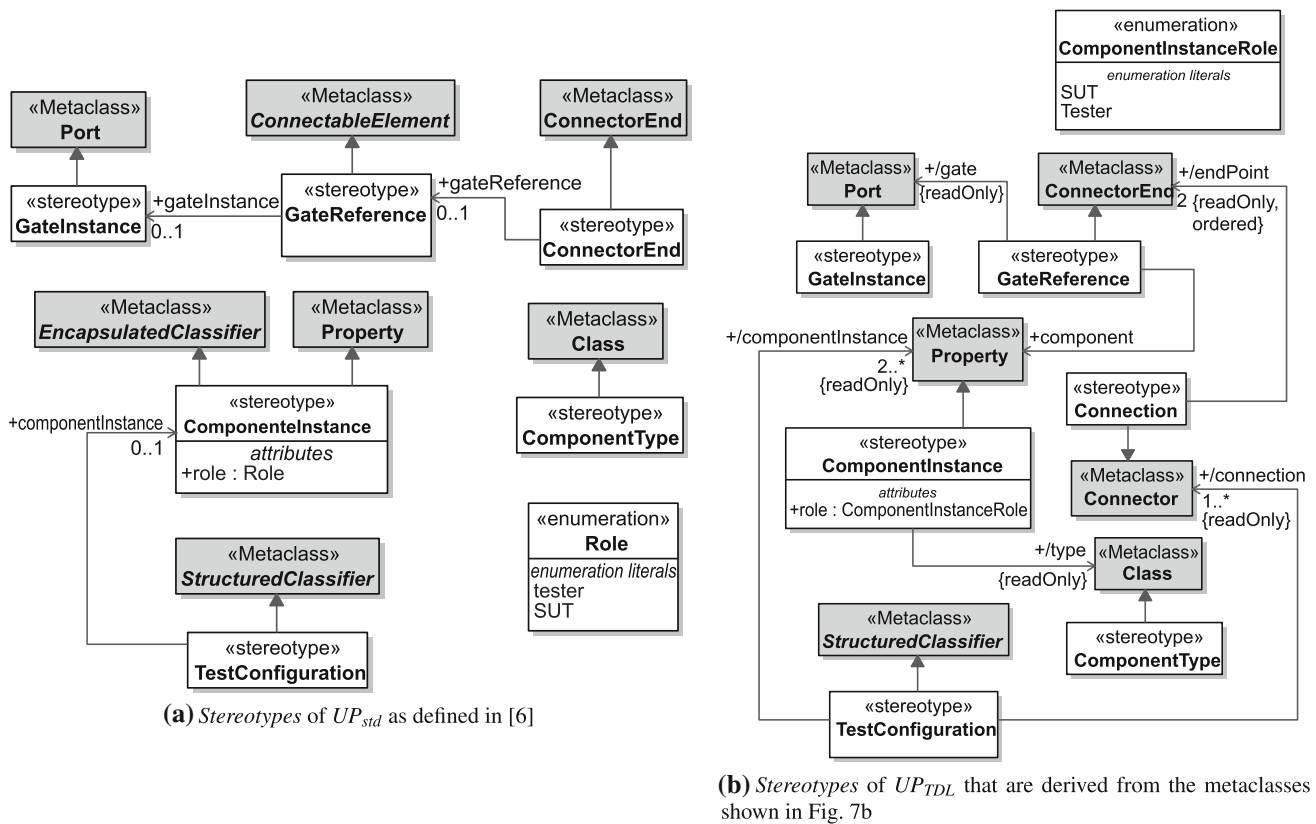 «Metaclass»
Port
«Metaclass»
ConnectableElement
«Metaclass»
ConnectorEnd
«stereotype»
GateInstance
+gateInstance
0..1
«stereotype»
GateReference
+gateReference
0..1
«stereotype»
ConnectorEnd
«Metaclass»
EncapsulatedClassifier
«Metaclass»
Property
«Metaclass»
Class
+componentInstance
0..1
«stereotype»
ComponenteInstance
attributes
+role : Role
«stereotype»
ComponentType
«enumeration»
Role
enumeration literals
tester
SUT
«Metaclass»
StructuredClassifier
«stereotype»
TestConfiguration
(a) Stereotypes of UPstd as defined in [6]
«enumeration»
ComponentInstanceRole
enumeration literals
SUT
Tester
«Metaclass»
Port
+/gate
{readOnly}
«Metaclass»
ConnectorEnd
+/endPoint
2 {readOnly,
ordered}
«stereotype»
GateInstance
«stereotype»
GateReference
+/componentInstance
2..*
{readOnly}
«Metaclass»
Property
+component
«stereotype»
Connection
«stereotype»
ComponentInstance
attributes
+role : ComponentInstanceRole
«Metaclass»
Connector
+/connection
1..*
{readOnly}
+/type
{readOnly}
«Metaclass»
Class
«Metaclass»
StructuredClassifier
«stereotype»
ComponentType
«stereotype»
TestConfiguration
(b) Stereotypes of UPTDL that are derived from the metaclasses
shown in Fig. 7b